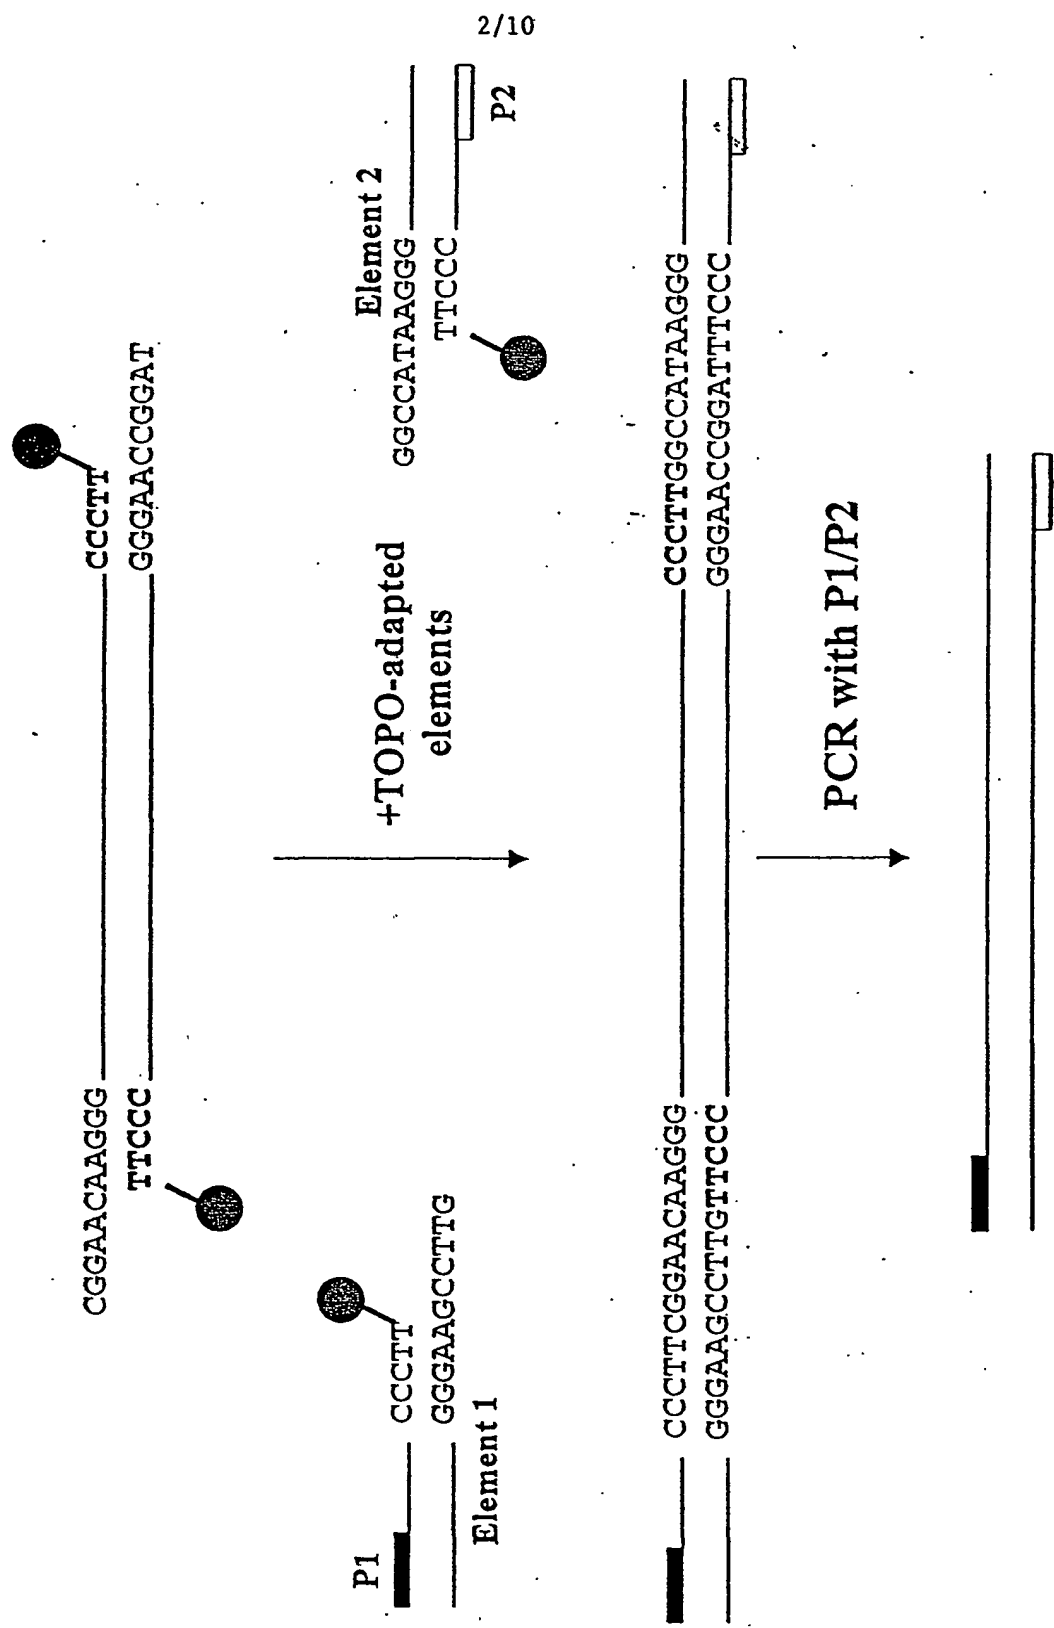 2/10
CCCTT
CGGAACAAGGG
TTCCC
GGGAACCGGAT
Element 2
GGCCATAAGGG
TTCCC
P2
+TOPO-adapted
elements
P1
CCCTT
GGGAAGCCTTG
Element 1
CCCTTCGGAACAAGGG
CCCTTGGCCATAAGGG
GGGAAGCCTTGTTCCC
GGGAACCGGATTTCCC
PCR with P1/P2